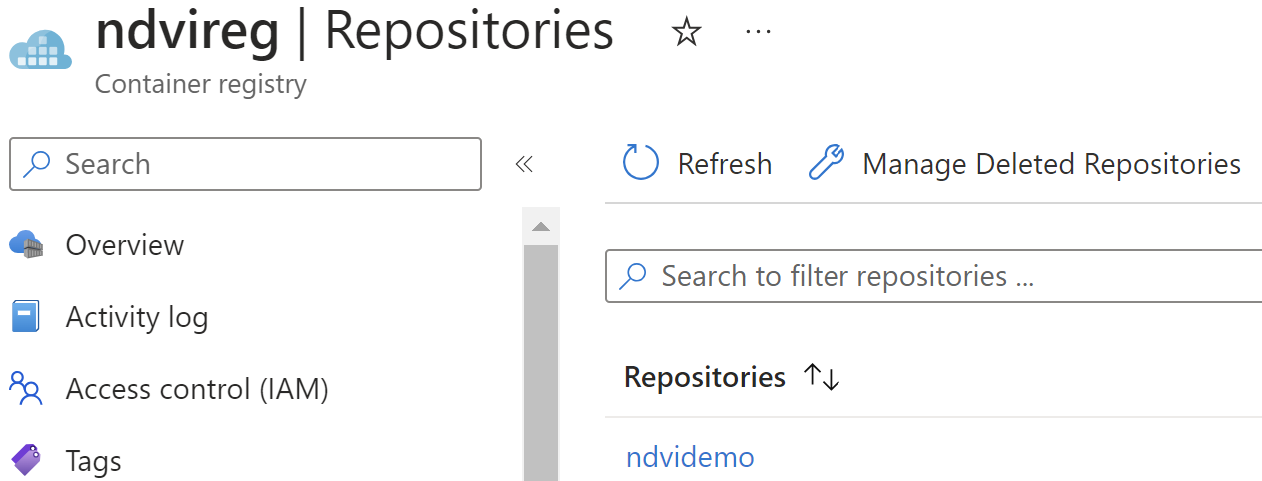 ndvireg | Repositories
Container registry
Search
Refresh
Manage Deleted Repositories
Overview
Activity log
Access control (IAM)
Tags
Search to filter repositories ...
Repositories
ndvidemo